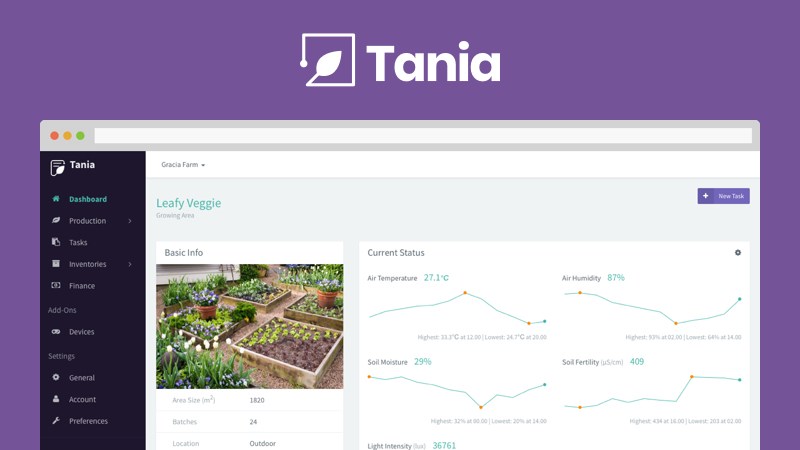 Tania
Tania
Gracia Farm
Dashboard
Production
Tasks
Inventories
Finance
Add-Ons
Devices
Settings
General
Account
Preferences
Leafy Veggie
Growing Area
+ New Task
Basic Info
Area Size (m²) 1820
Batches 24
Location Outdoor
Current Status
Air Temperature 27.1°C
Highest: 33.3°C at 12.00 | Lowest: 24.7°C at 20.00
Air Humidity 87%
Highest: 93% at 02.00 | Lowest: 64% at 14.00
Soil Moisture 29%
Highest: 32% at 00.00 | Lowest: 20% at 14.00
Soil Fertility (µS/cm) 409
Highest: 434 at 16.00 | Lowest: 203 at 02.00
Light Intensity (lux) 36761